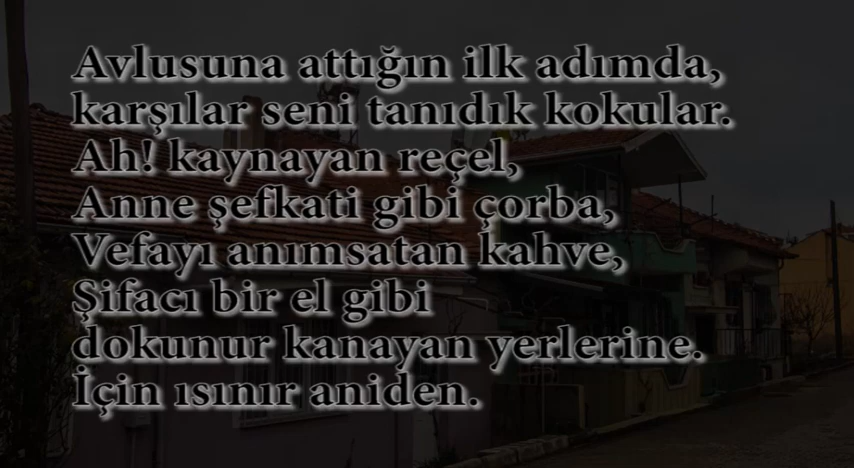 Avlusuna attığın ilk adımda,
karşılar seni tanıdık kokular.
Ah! kaynayan reçel,
Anne şefkati gibi çorba,
Vefayı anımsatan kahve,
Şifacı bir el gibi
dokunur kanayan yerlerine.
İçin ısınır aniden.